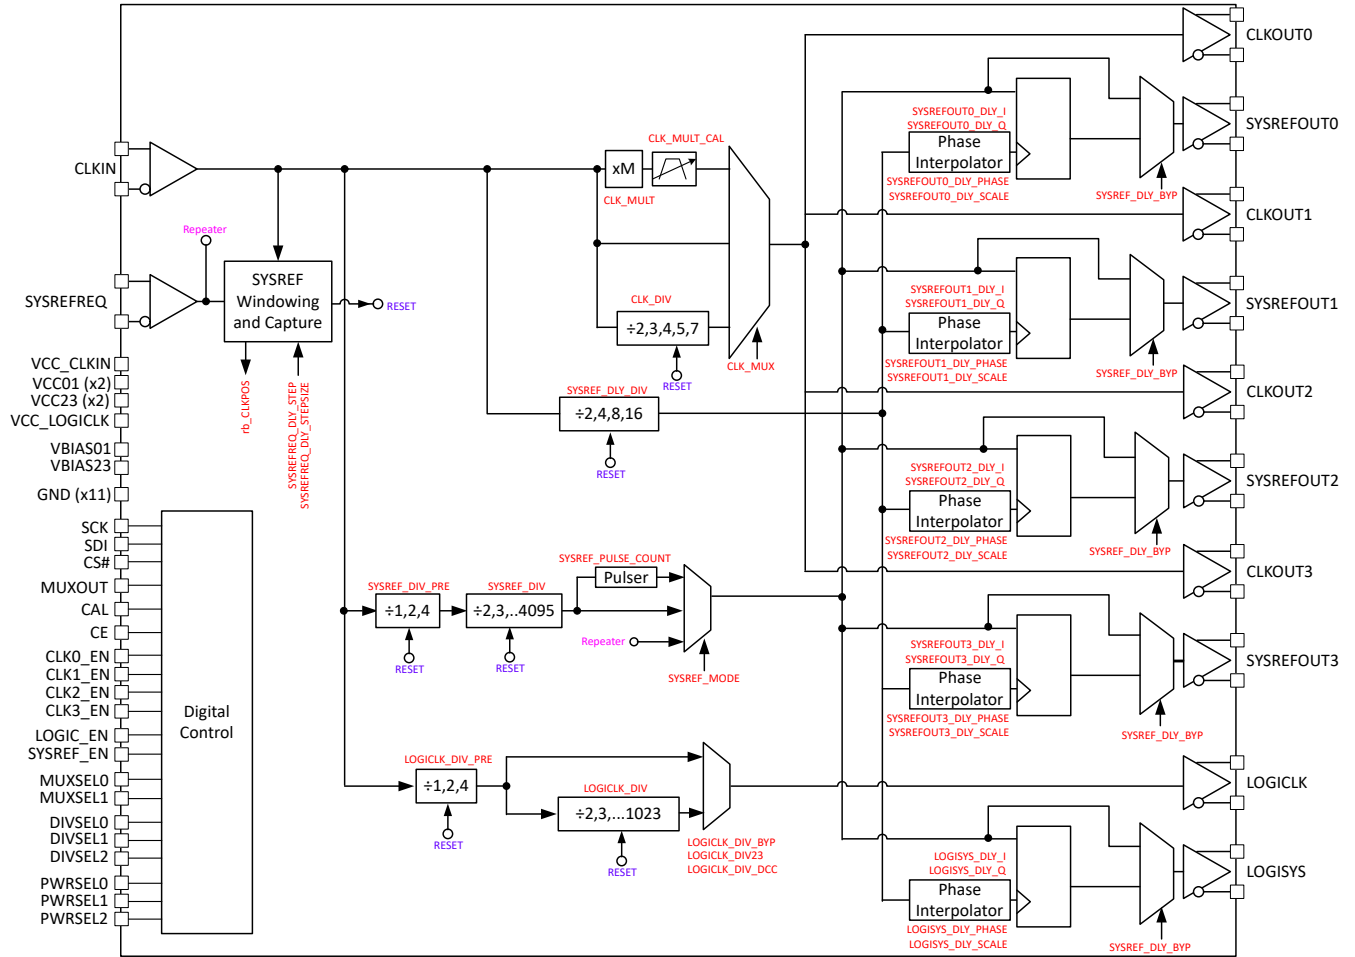 CLKOUT0
SYSREFOUT0_DLY_I
SYSREFOUT0_DLY_Q
SYSREFOUT0
CLK_MULT_CAL
Phase
Interpolator
CLKIN
xM
CLK_MULT
SYSREFOUT0_DLY_PHASE
SYSREFOUT0_DLY_SCALE
SYSREF_DLY_BYP
CLKOUT1
Repeater
SYSREF
Windowing
and Capture
SYSREFREQ
RESET
CLK_DIV
÷2,3,4,5,7
RESET
CLK_MUX
SYSREFOUT1_DLY_I
SYSREFOUT1_DLY_Q
Phase
Interpolator
SYSREFOUT1_DLY_PHASE
SYSREFOUT1_DLY_SCALE
SYSREF_DLY_BYP
SYSREFOUT1
VCC_CLKIN
VCC01 (x2)
VCC23 (x2)
VCC_LOGICLK
VBIAS01
VBIAS23
GND (x11)
rb_CLKPOS
SYSREFREQ_DLY_STEP
SYSREFREQ_DLY_STEPSIZE
SYSREF_DLY_DIV
÷2,4,8,16
RESET
CLKOUT2
SYSREFOUT2_DLY_I
SYSREFOUT2_DLY_Q
Phase
Interpolator
SYSREFOUT2_DLY_PHASE
SYSREFOUT2_DLY_SCALE
SYSREF_DLY_BYP
SYSREFOUT2
SCK
SDI
CS#
MUXOUT
CAL
CE
CLK0_EN
CLK1_EN
CLK2_EN
CLK3_EN
LOGIC_EN
SYSREF_EN
MUXSEL0
MUXSEL1
DIVSEL0
DIVSEL1
DIVSEL2
PWRSEL0
PWRSEL1
PWRSEL2
Digital
Control
SYSREF_DIV_PRE
÷1,2,4
RESET
SYSREF_DIV
÷2,3,..4095
RESET
SYSREF_PULSE_COUNT
Pulser
Repeater
SYSREF_MODE
CLKOUT3
SYSREFOUT3_DLY_I
SYSREFOUT3_DLY_Q
Phase
Interpolator
SYSREFOUT3_DLY_PHASE
SYSREFOUT3_DLY_SCALE
SYSREF_DLY_BYP
SYSREFOUT3
LOGICLK_DIV_PRE
÷1,2,4
RESET
LOGICLK_DIV
÷2,3,...1023
RESET
LOGICLK_DIV_BYP
LOGICLK_DIV23
LOGICLK_DIV_DCC
LOGICLK
LOGISYS_DLY_I
LOGISYS_DLY_Q
Phase
Interpolator
LOGISYS_DLY_PHASE
LOGISYS_DLY_SCALE
SYSREF_DLY_BYP
LOGISYS